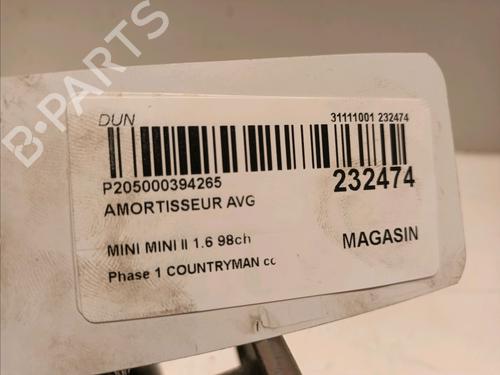 DUN
31111001 232474
P205000394265
232474
AMORTISSEUR AVG
MINI MINI II 1.6 98ch
MAGASIN
Phase 1 COUNTRYMAN cc
B-PARTS